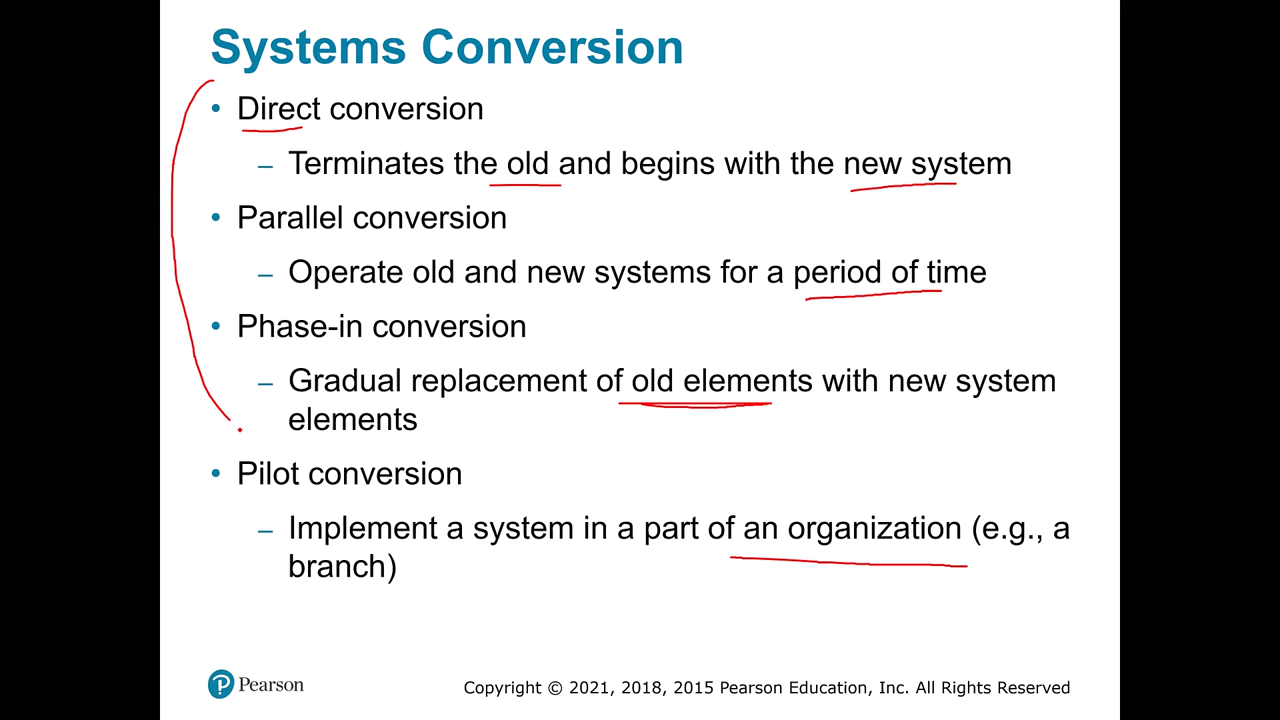 Systems Conversion
• Direct conversion
– Terminates the old and begins with the new system
• Parallel conversion
– Operate old and new systems for a period of time
• Phase-in conversion
– Gradual replacement of old elements with new system
elements
• Pilot conversion
– Implement a system in a part of an organization (e.g., a
branch)
P Pearson
Copyright © 2021, 2018, 2015 Pearson Education, Inc. All Rights Reserved